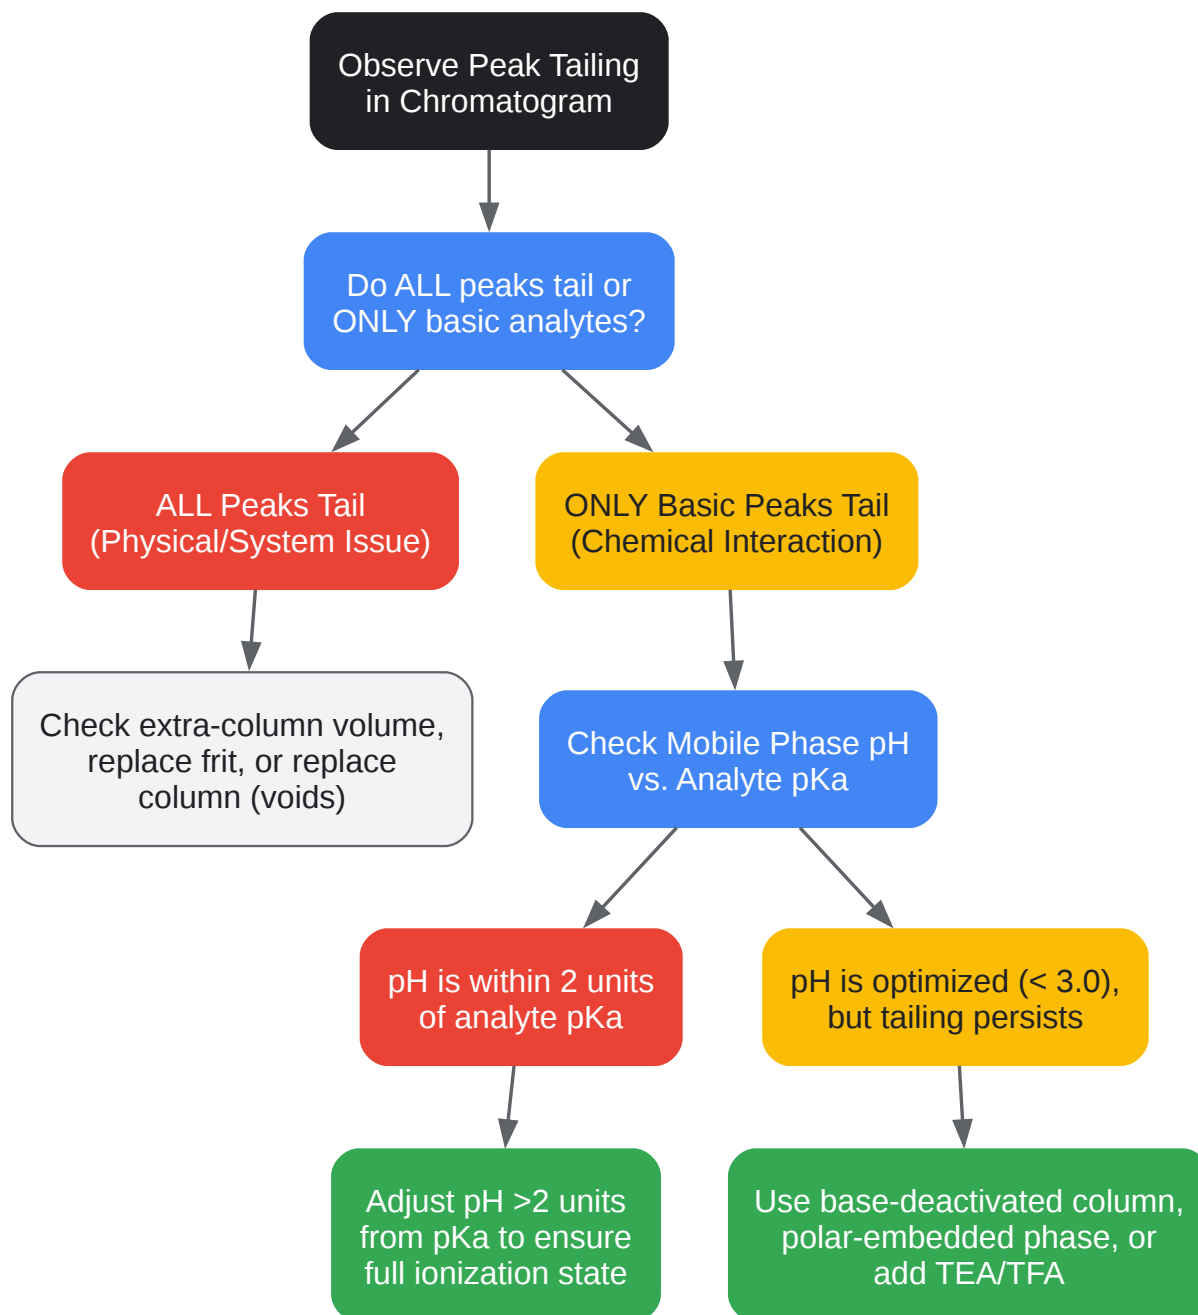 Observe Peak Tailing
in Chromatogram
Do ALL peaks tail or
ONLY basic analytes?
ALL Peaks Tail
(Physical/System Issue)
ONLY Basic Peaks Tail
(Chemical Interaction)
Check extra-column volume,
replace frit, or replace
column (voids)
Check Mobile Phase pH
vs. Analyte pKa
pH is within 2 units
of analyte pKa
pH is optimized (< 3.0),
but tailing persists
Adjust pH >2 units
from pKa to ensure
full ionization state
Use base-deactivated column,
polar-embedded phase, or
add TEA/TFA